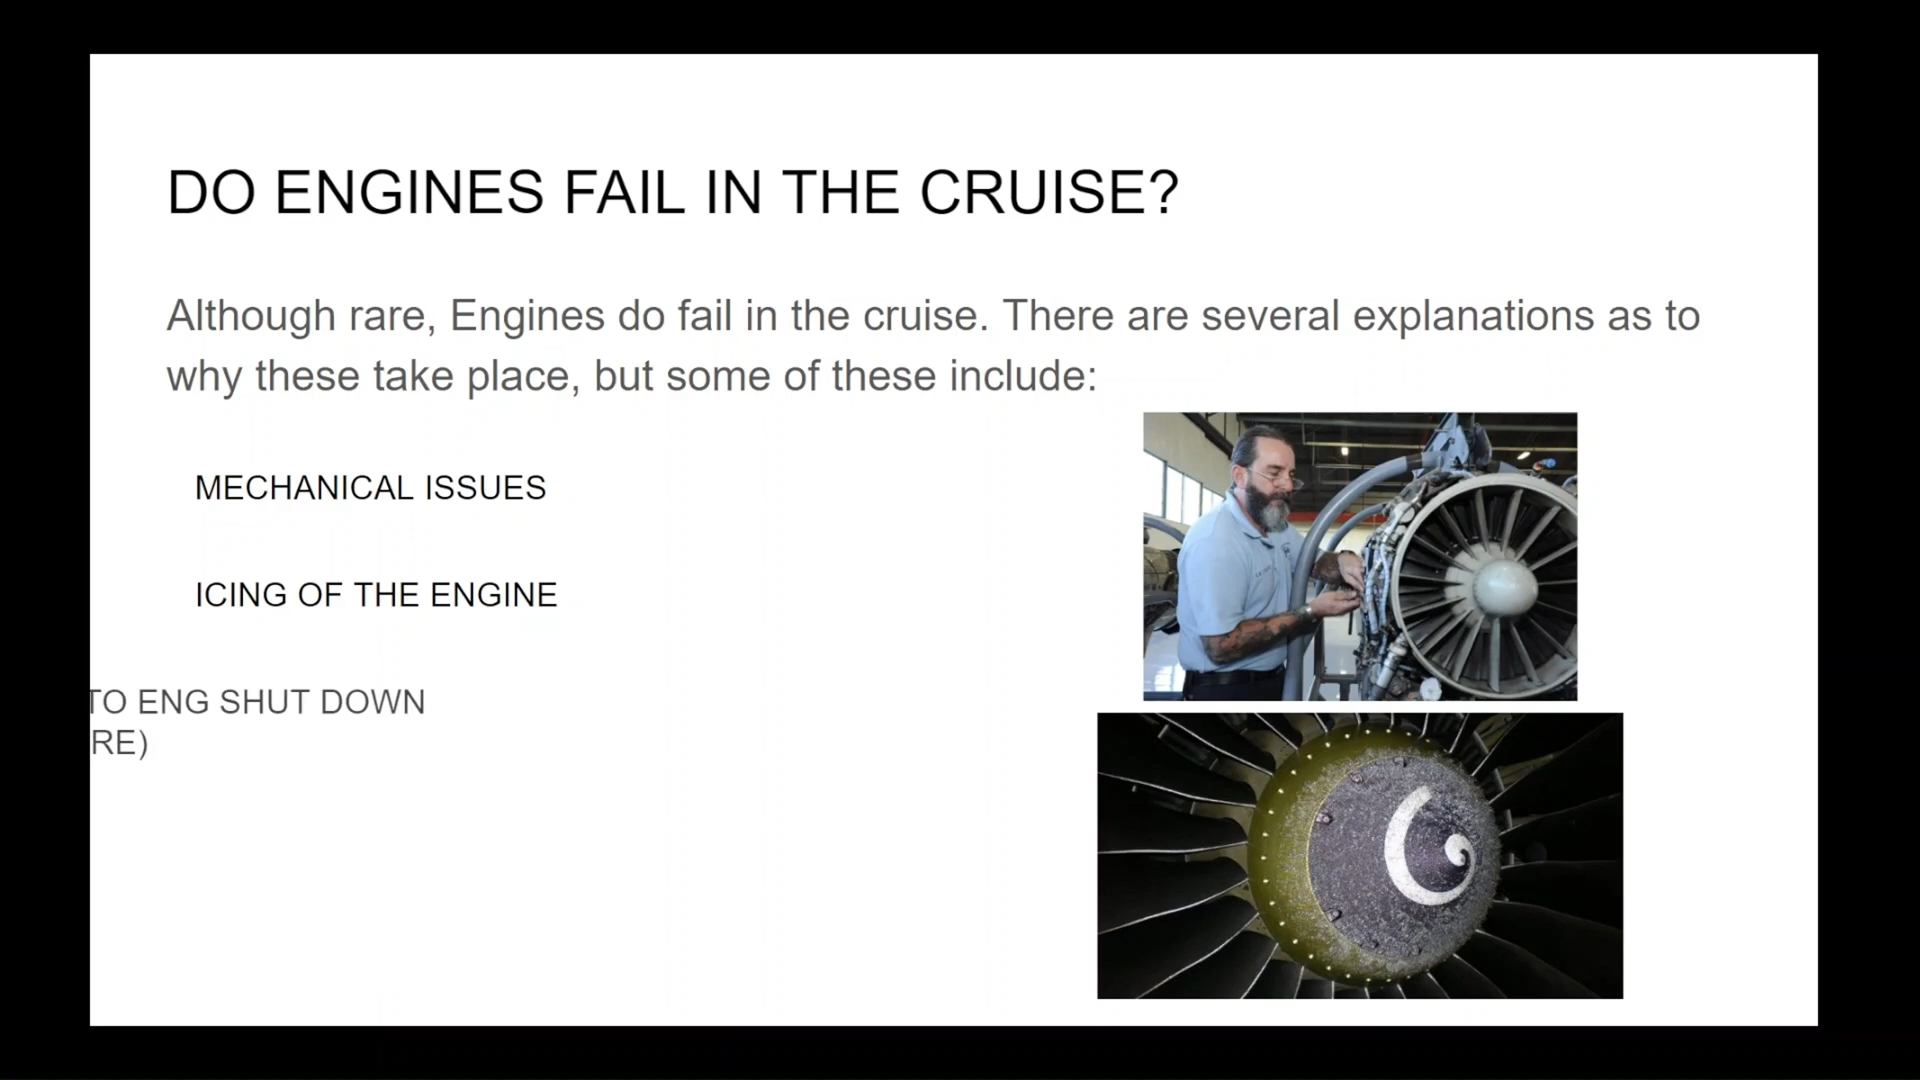 DO ENGINES FAIL IN THE CRUISE?
Although rare, Engines do fail in the cruise. There are several explanations as to
why these take place, but some of these include:
MECHANICAL ISSUES
ICING OF THE ENGINE
TO ENG SHUT DOWN
RE)